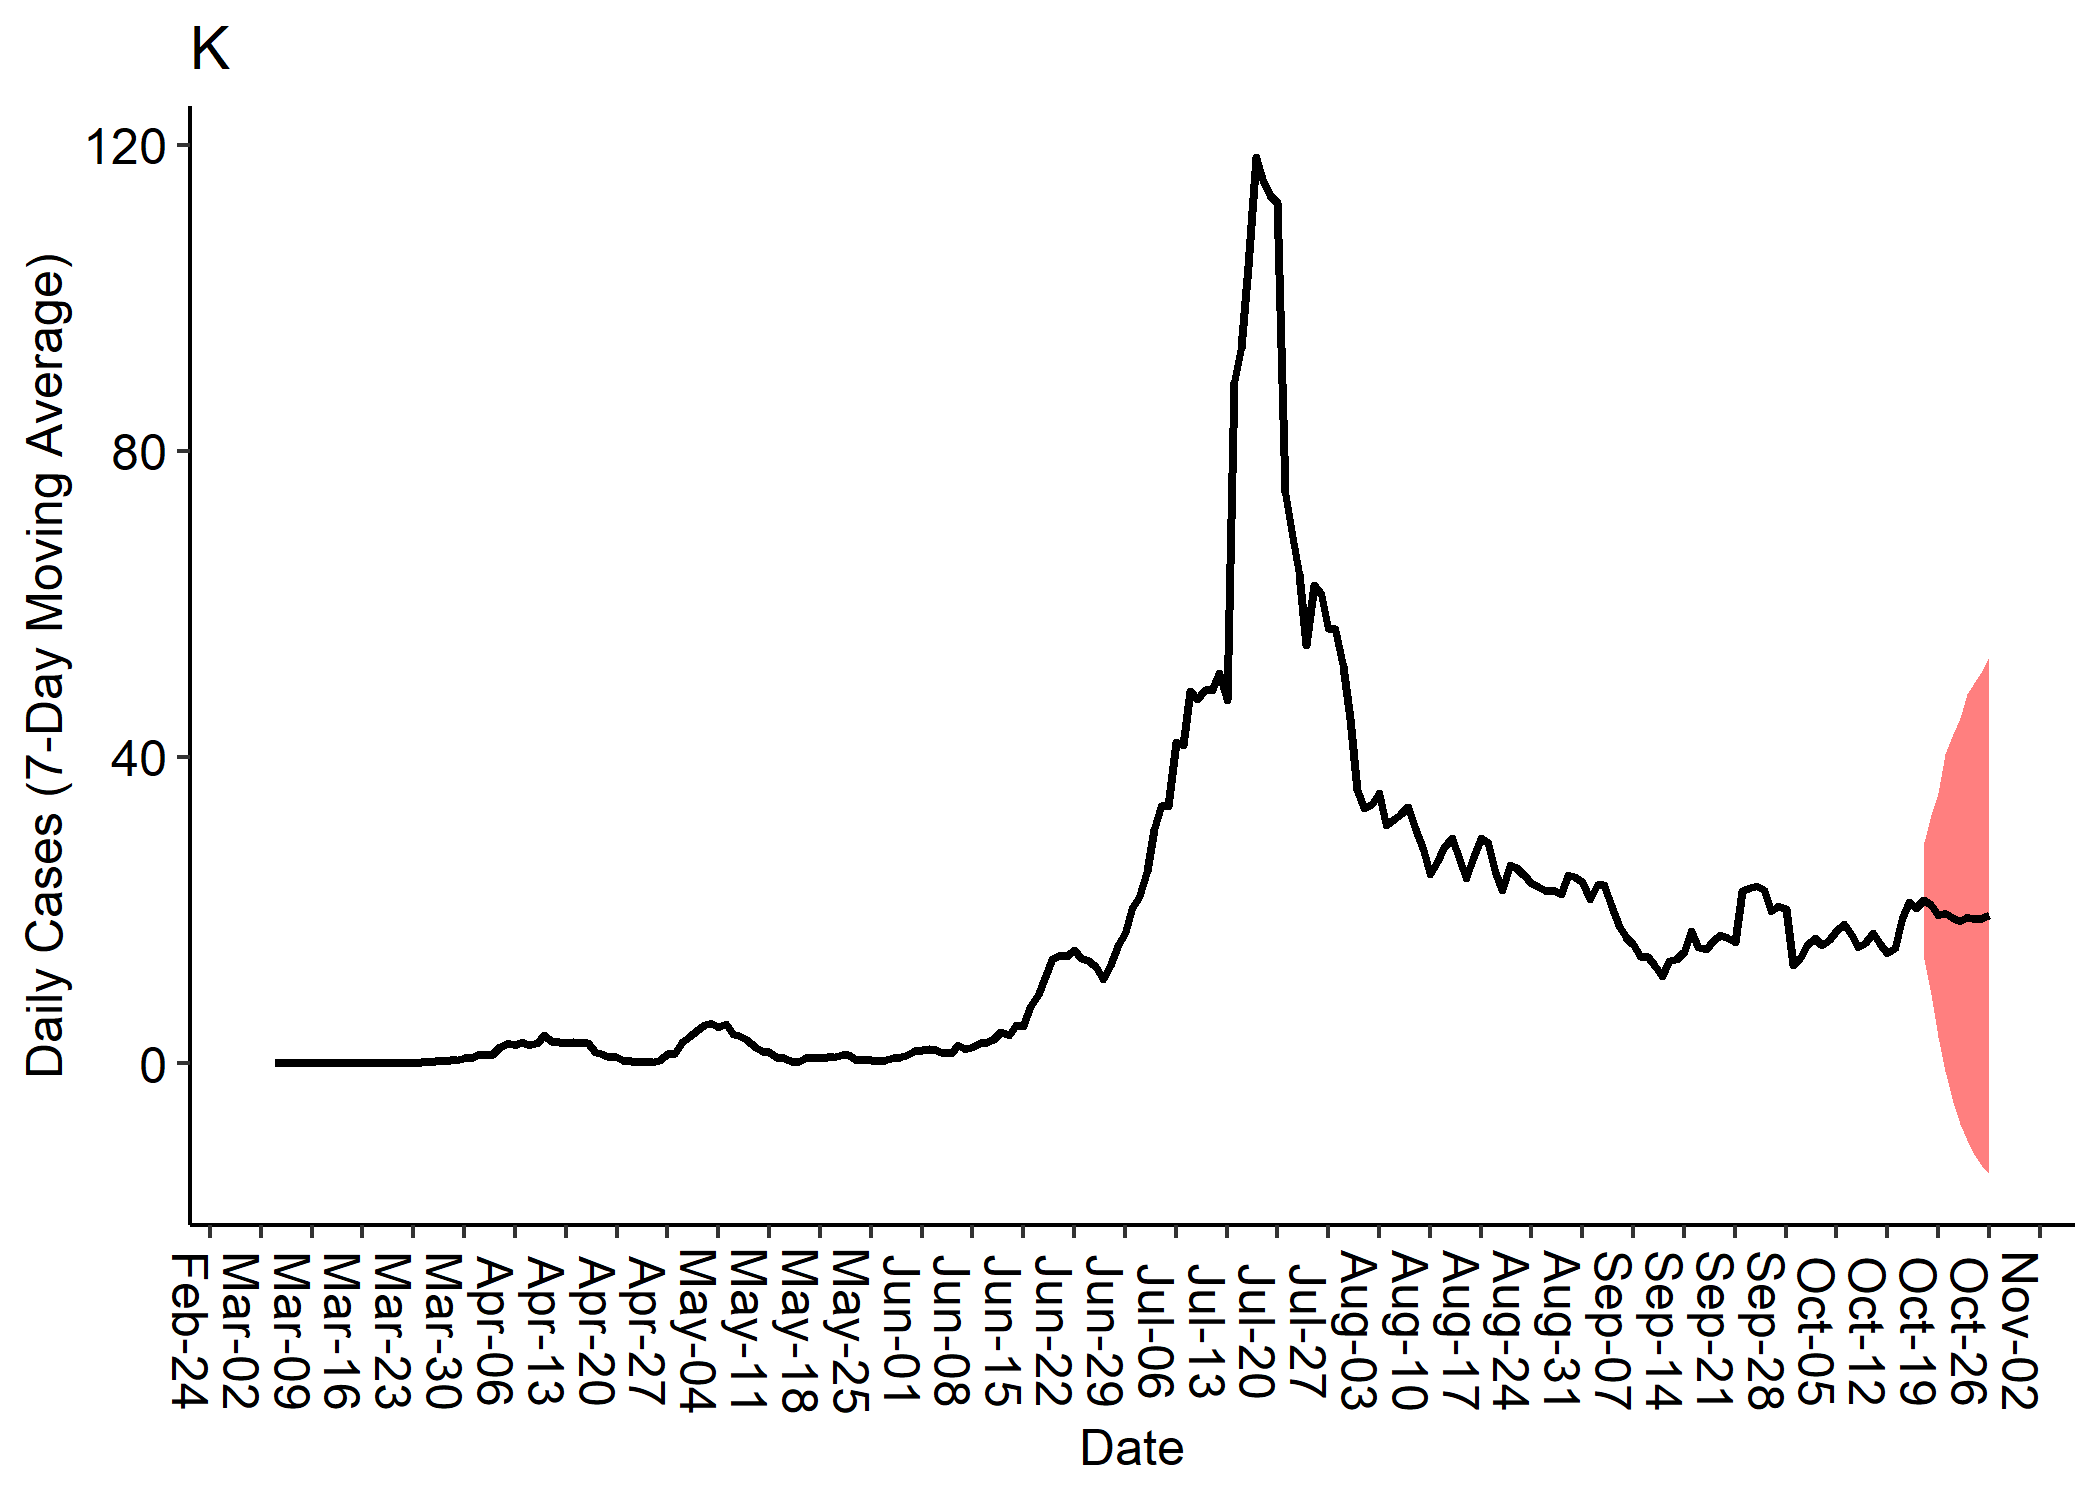 K
Daily Cases (7-Day Moving Average)
120
80
40
0
Feb-24
Mar-02
Mar-09
Mar-16
Mar-23
Mar-30
Apr-06
Apr-13
Apr-20
Apr-27
May-04
May-11
May-18
May-25
Jun-01
Jun-08
Jun-15
Jun-22
Jun-29
Jul-06
Jul-13
Jul-20
Jul-27
Aug-03
Aug-10
Aug-17
Aug-24
Aug-31
Sep-07
Sep-14
Sep-21
Sep-28
Oct-05
Oct-12
Oct-19
Oct-26
Nov-02
Date